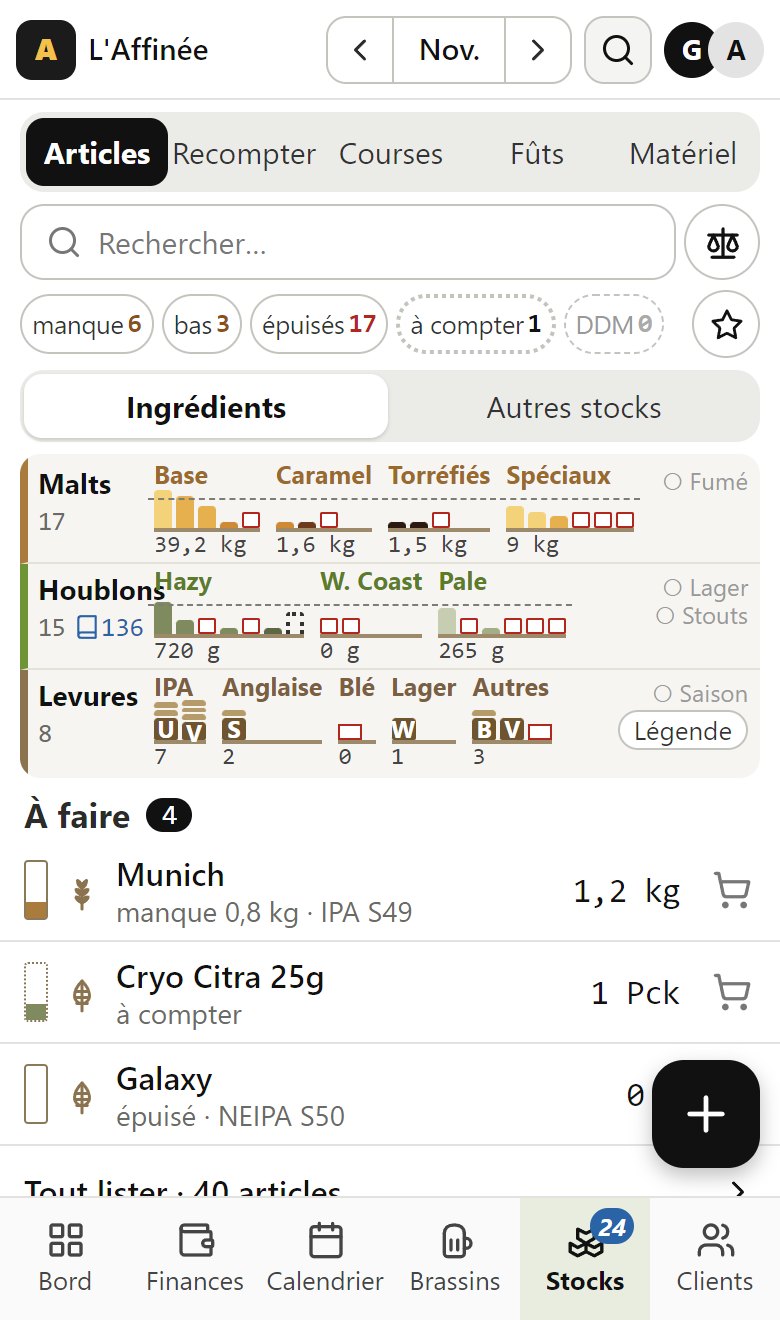 A L'Affinée Nov. G A
Articles Recompter Courses Fûts Matériel
Rechercher...
manque 6 bas 3 épuisés 17 à compter 1 DDM 0
Ingrédients Autres stocks
Malts Base Caramel Torréfiés Spéciaux Fumé
17 39,2 kg 1,6 kg 1,5 kg 9 kg
Houblons Hazy W. Coast Pale Lager
15 136 Stouts
720 g 0 g 265 g
Levures IPA Anglaise Blé Lager Autres Saison
8 U V S W B V Légende
7 2 0 1 3
À faire 4
Munich 1,2 kg
manque 0,8 kg · IPA S49
Cryo Citra 25g 1 Pck
à compter
Galaxy 0
épuisé · NEIPA S50
Tout lister · 40 articles
24
Bord Finances Calendrier Brassins Stocks Clients